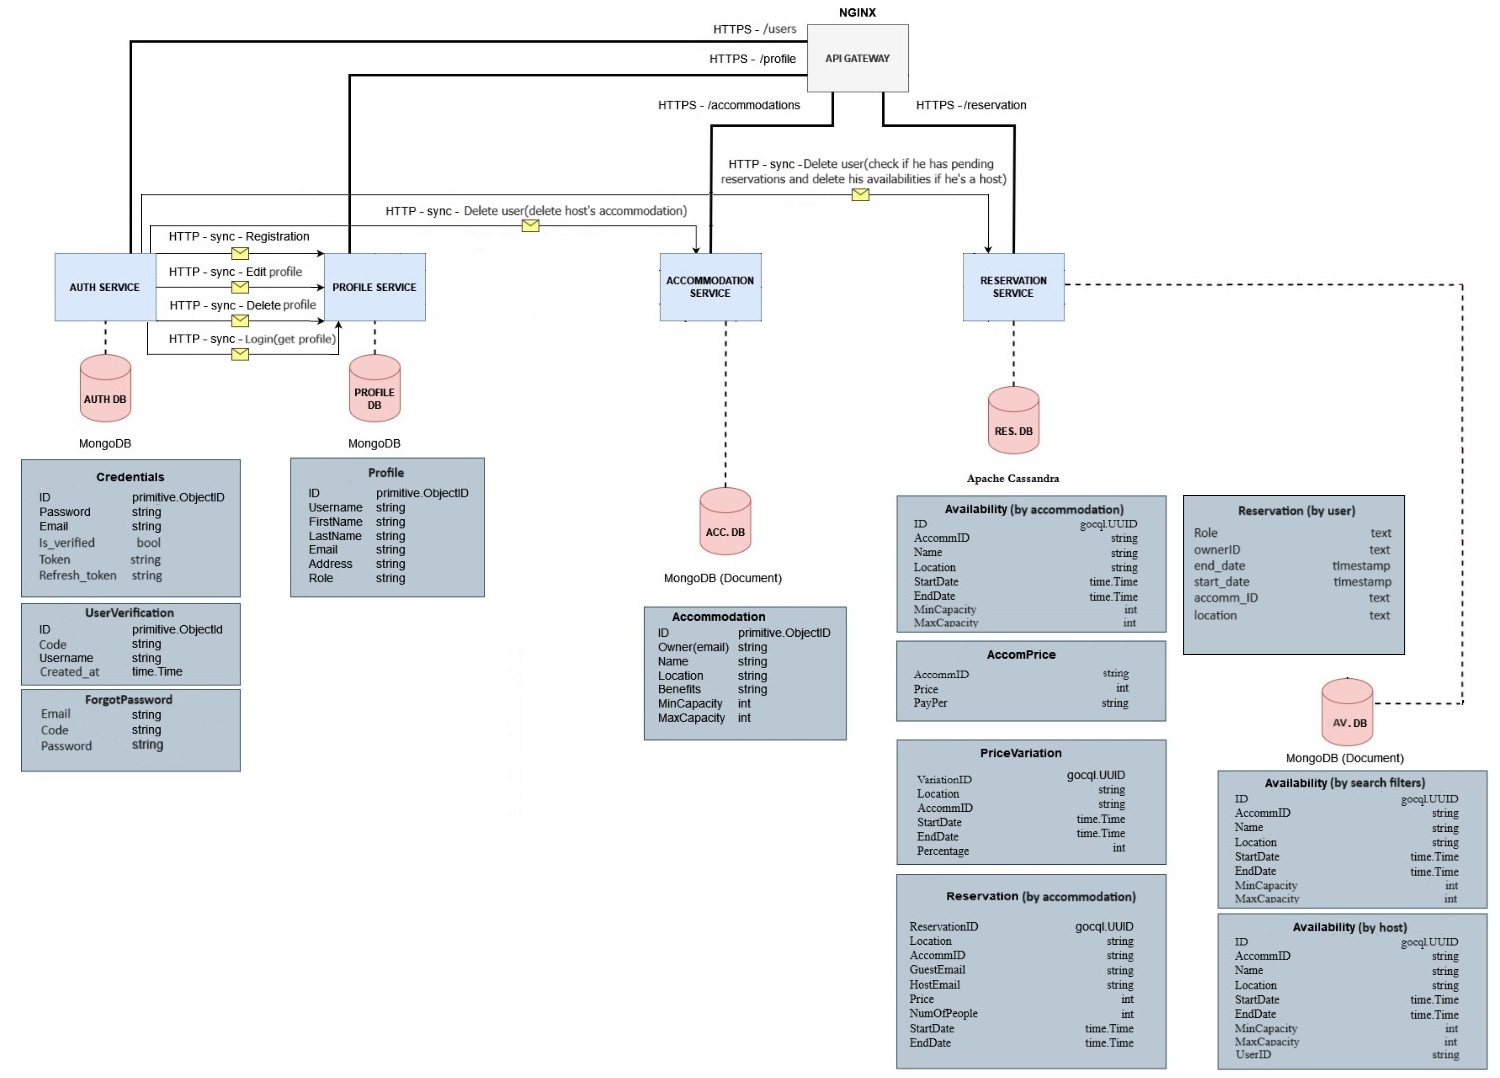 NGINX
HTTPS - /users
HTTPS - /profile
API GATEWAY
HTTPS - /accommodations
HTTPS - /reservation
HTTP - sync - Delete user(check if he has pending
reservations and delete his availabilities if he's a host)
HTTP - sync - Delete user(delete host's accommodation)
HTTP - sync - Registration
HTTP - sync - Edit profile
HTTP - sync - Delete profile
HTTP - sync - Login(get profile)
AUTH SERVICE
PROFILE SERVICE
ACCOMMODATION
SERVICE
RESERVATION
SERVICE
AUTH DB
MongoDB
PROFILE
DB
MongoDB
ACC. DB
MongoDB (Document)
RES. DB
Apache Cassandra
AV. DB
MongoDB (Document)
Credentials
ID primitive.ObjectID
Password string
Email string
Is_verified bool
Token string
Refresh_token string
UserVerification
ID primitive.ObjectId
Code string
Username string
Created_at time.Time
ForgotPassword
Email string
Code string
Password string
Profile
ID primitive.ObjectID
Username string
FirstName string
LastName string
Email string
Address string
Role string
Accommodation
ID primitive.ObjectID
Owner(email) string
Name string
Location string
Benefits string
MinCapacity int
MaxCapacity int
Availability (by accommodation)
ID gocql.UUID
AccommID string
Name string
Location string
StartDate time.Time
EndDate time.Time
MinCapacity int
MaxCapacity int
AccomPrice
AccommID string
Price int
PayPer string
PriceVariation
VariationID gocql.UUID
Location string
AccommID string
StartDate time.Time
EndDate time.Time
Percentage int
Reservation (by accommodation)
ReservationID gocql.UUID
Location string
AccommID string
GuestEmail string
HostEmail string
Price int
NumOfPeople int
StartDate time.Time
EndDate time.Time
Reservation (by user)
Role text
ownerID text
end_date timestamp
start_date timestamp
accomm_ID text
location text
Availability (by search filters)
ID gocql.UUID
AccommID string
Name string
Location string
StartDate time.Time
EndDate time.Time
MinCapacity int
MaxCapacity int
Availability (by host)
ID gocql.UUID
AccommID string
Name string
Location string
StartDate time.Time
EndDate time.Time
MinCapacity int
MaxCapacity int
UserID string